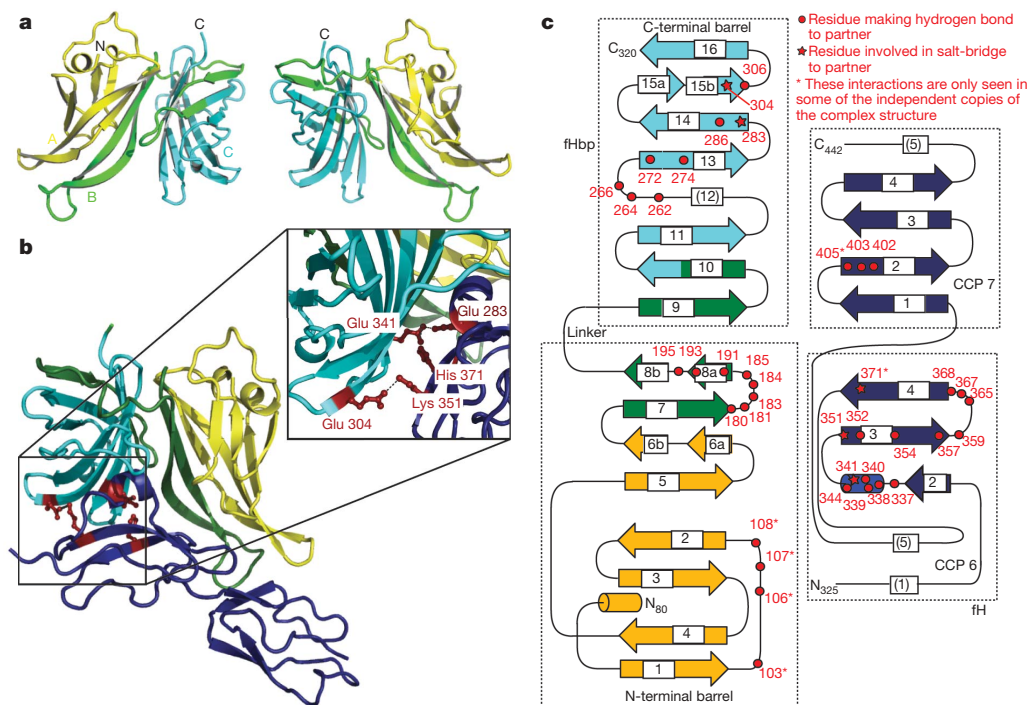 a
C
N
A
B
C
C
b
Glu 341
Glu 283
His 371
Lys 351
Glu 304
c
C-terminal barrel
Residue making hydrogen bond
to partner
Residue involved in salt-bridge
to partner
* These interactions are only seen in
some of the independent copies of
the complex structure
C320
16
306
15a
15b
304
14
286
283
fHbp
13
272
274
266
264
262
(12)
11
10
9
Linker
C442
(5)
4
3
405*
403
402
2
CCP 7
1
195
193
191
185
8b
8a
184
183
7
180
181
6b
6a
5
371*
368
367
365
4
351
352
3
354
357
359
341
340
344
339
338
337
2
(5)
CCP 6
N325
(1)
fH
2
108*
107*
3
106*
N80
4
1
103*
N-terminal barrel